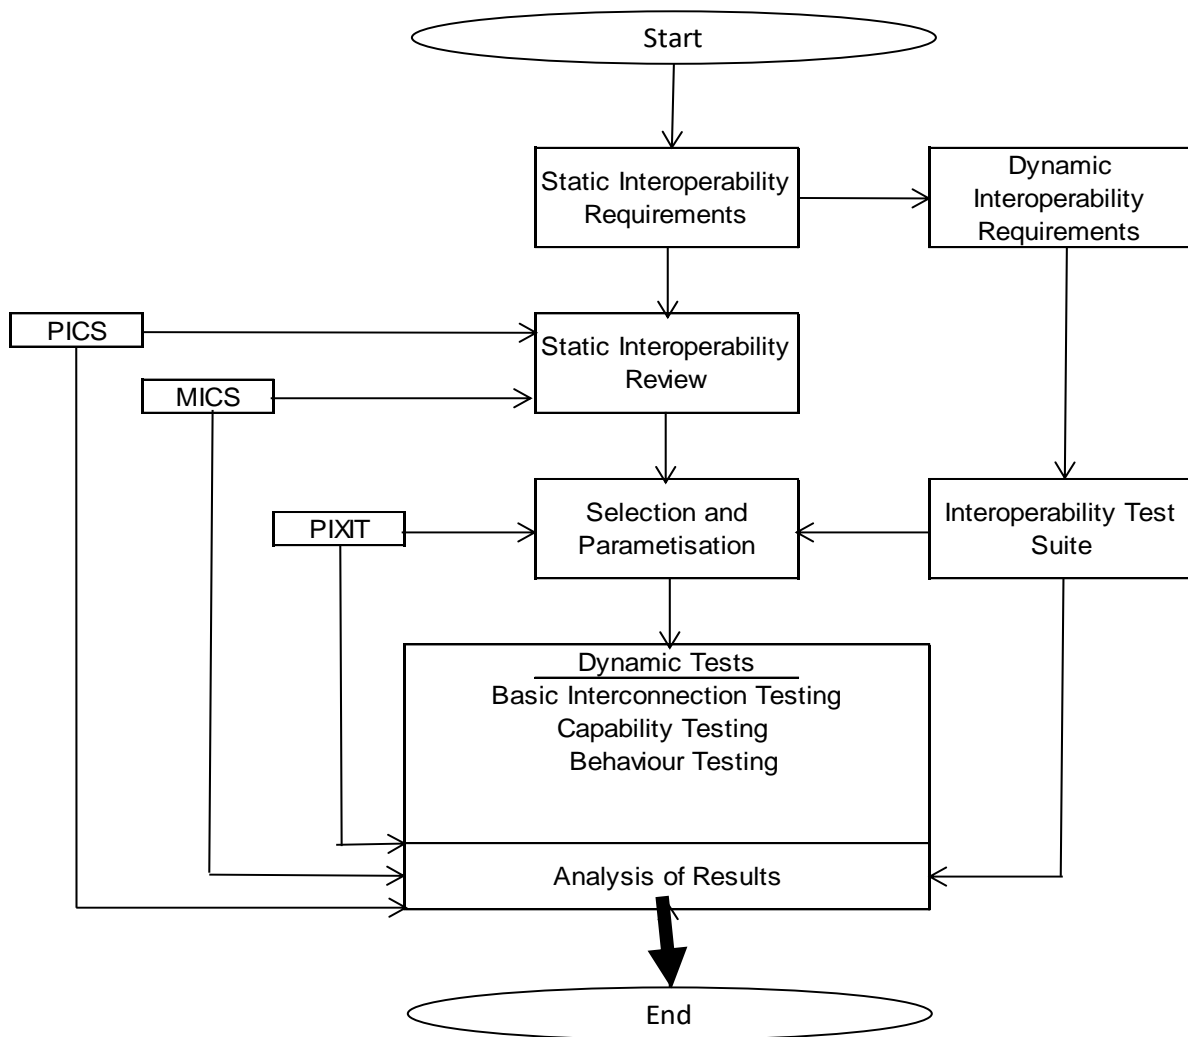 Start
Static Interoperability
Requirements
Dynamic
Interoperability
Requirements
PICS
Static Interoperability
Review
MICS
PIXIT
Selection and
Parametisation
Interoperability Test
Suite
Dynamic Tests
Basic Interconnection Testing
Capability Testing
Behaviour Testing
Analysis of Results
End